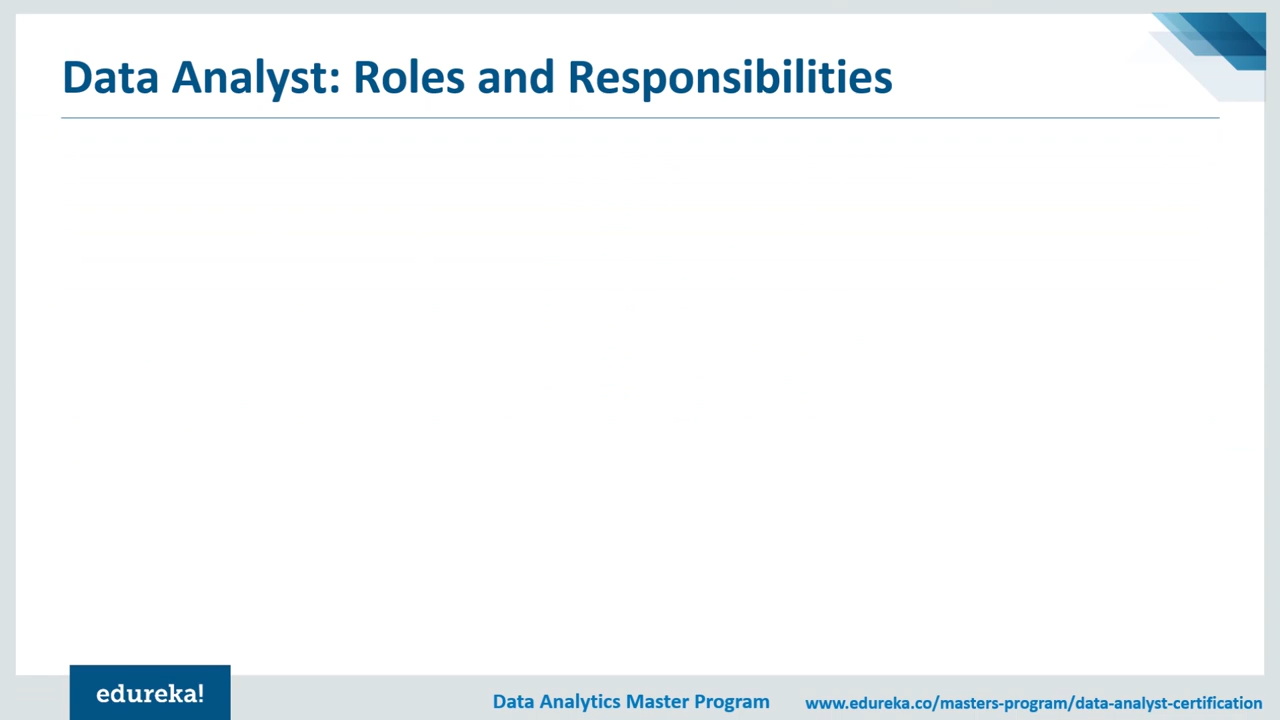 Data Analyst: Roles and Responsibilities
edureka!
Data Analytics Master Program
www.edureka.co/masters-program/data-analyst-certification